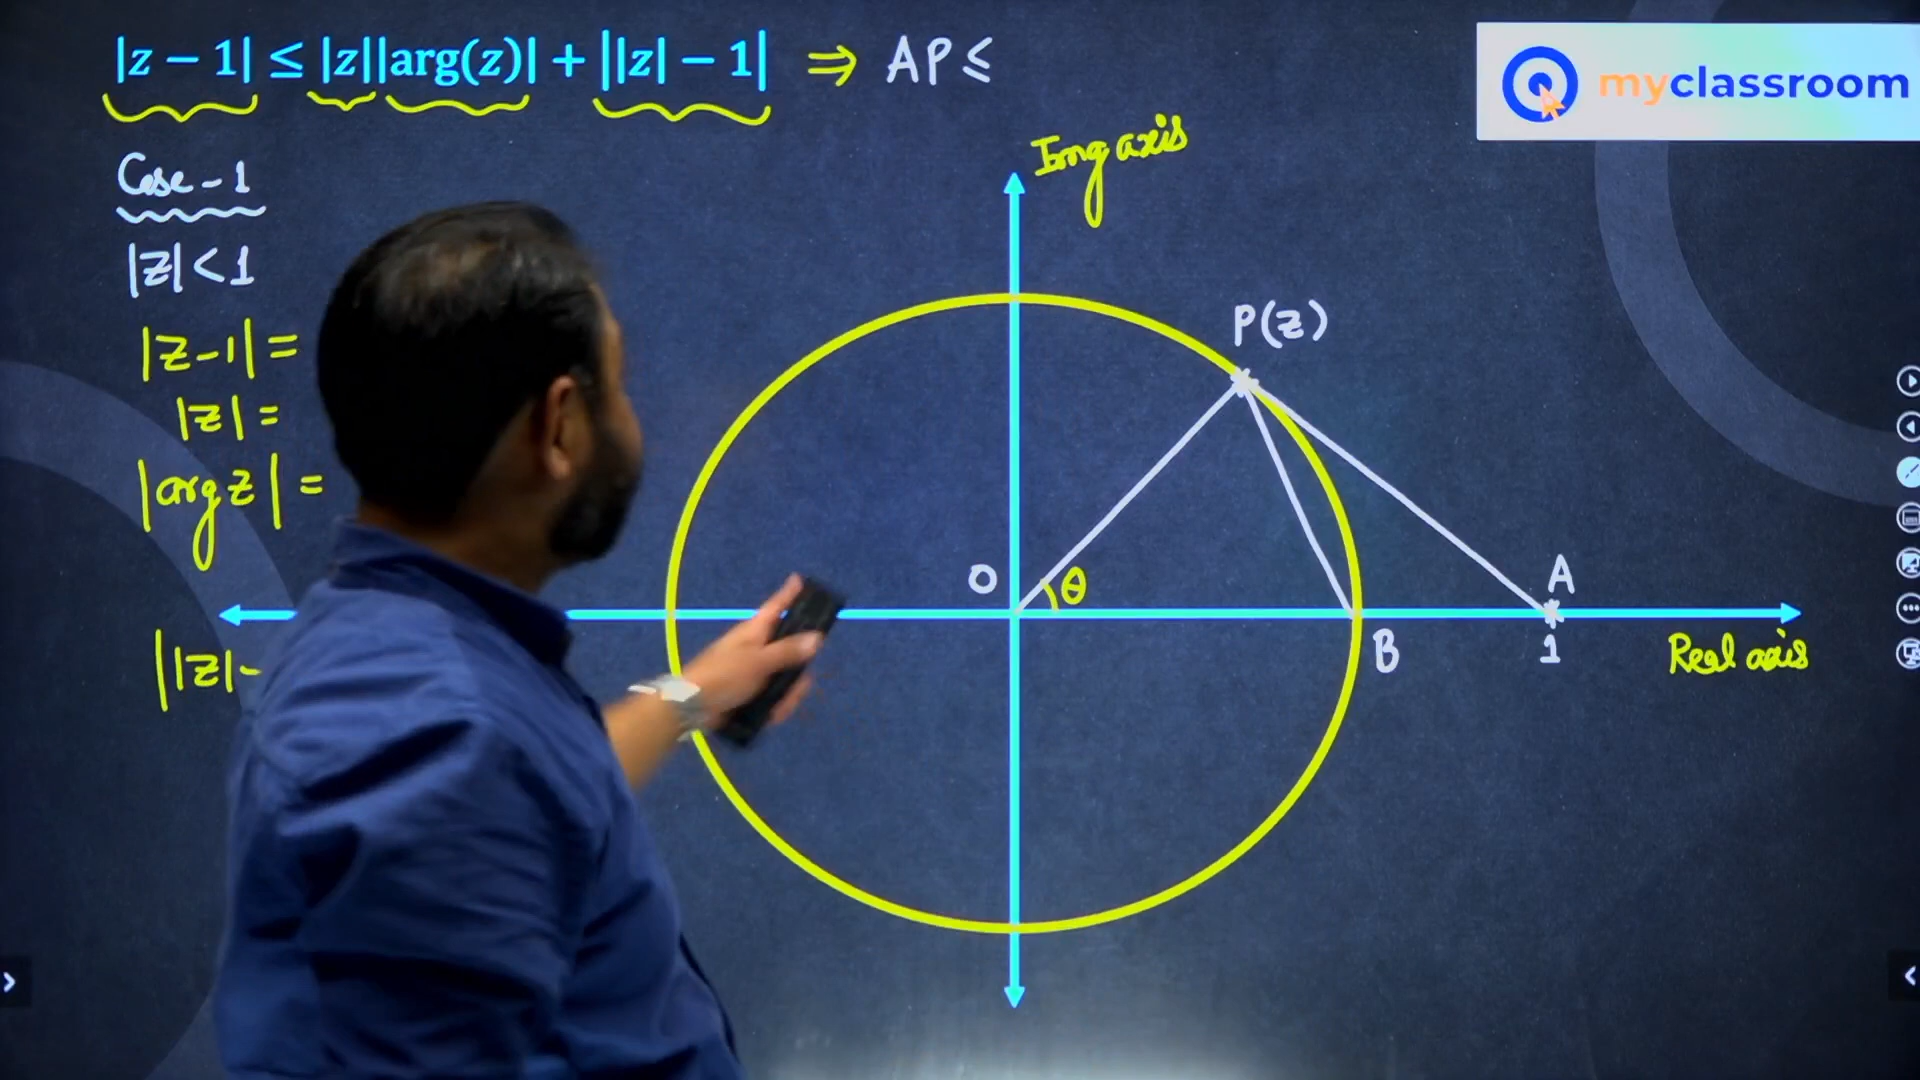 |z − 1| ≤ |z||arg(z)| + ||z| − 1| ⇒ AP ≤
myclassroom
Case-1
|z| < 1
|z-1| =
|z| =
|arg z| =
||z|-
Img axis
P(z)
O
θ
A
B
1
Real axis